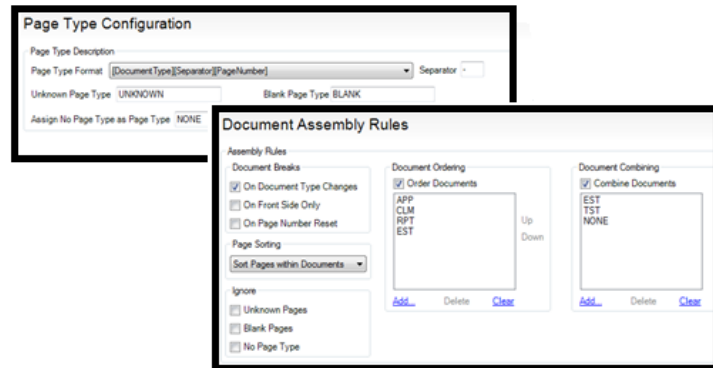 Page Type Configuration
Page Type Description
Page Type Format [DocumentType][Separator][PageNumber] Separator -
Unknown Page Type UNKNOWN Blank Page Type BLANK
Assign No Page Type as Page Type NONE
Document Assembly Rules
Assembly Rules
Document Breaks
On Document Type Changes
On Front Side Only
On Page Number Reset
Page Sorting
Sort Pages within Documents
Ignore
Unknown Pages
Blank Pages
No Page Type
Document Ordering
Order Documents
APP
CLM
RPT
EST
Up
Down
Add... Delete Clear
Document Combining
Combine Documents
EST
TST
NONE
Add... Delete Clear